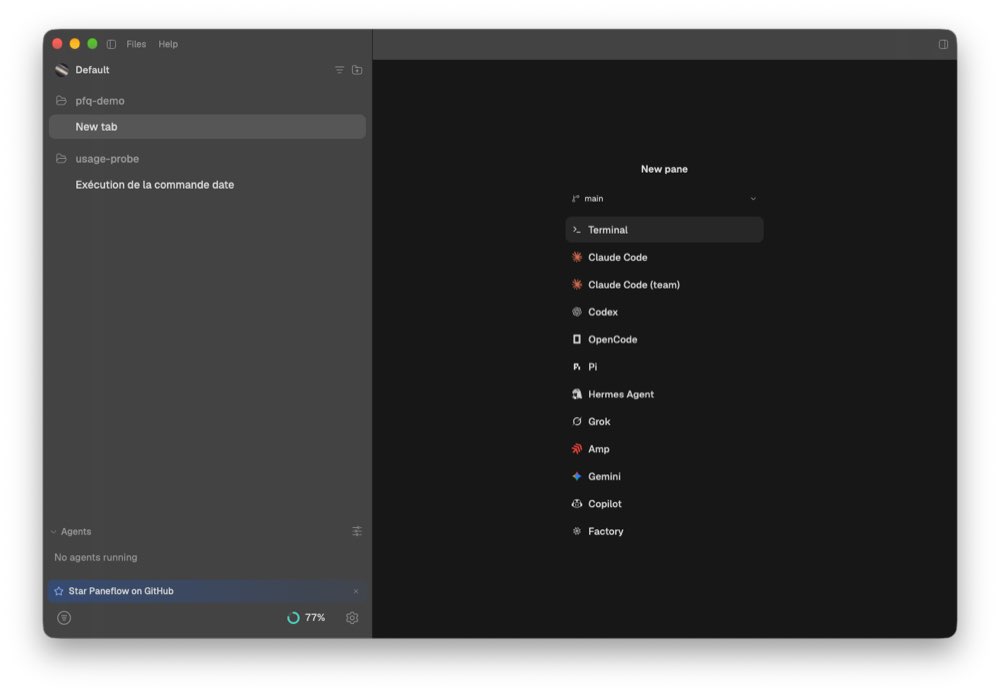 Files Help
Default
pfq-demo
New tab
usage-probe
Exécution de la commande date
Agents
No agents running
Star Paneflow on GitHub
77%
New pane
main
Terminal
Claude Code
Claude Code (team)
Codex
OpenCode
Pi
Hermes Agent
Grok
Amp
Gemini
Copilot
Factory